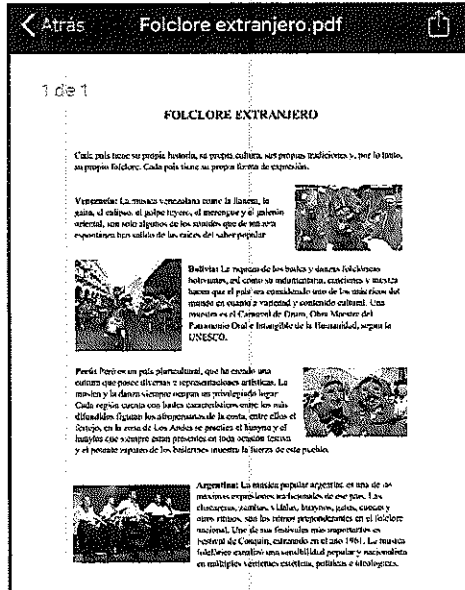 Atrás Folclore extranjero.pdf
1 de 1
FOLCLORE EXTRANJERO
Cada país tiene su propia historia, su propia cultura, sus propias tradiciones y, por lo tanto,
su propio folclore. Cada país tiene su propia forma de expresión.
Venezuela: La musica venezolana como la llanera, la
gaita, el calipso, el golpe tuyero, el merengue y el galerón
oriental, son solo algunos de los sonidos que de manera
espontánea han salido de las raíces del saber popular
Bolivia: La riqueza de los bailes y danzas folclóricas
bolivianas, así como su indumentaria, canciones y música
hacen que el país sea considerado uno de los más ricos del
mundo en cuanto a variedad y contenido cultural. Una
muestra es el Carnaval de Oruro, Obra Maestra del
Patrimonio Oral e Intangible de la Humanidad, según la
UNESCO.
Perú: Perú es un país pluricultural, que ha creado una
cultura que posee diversas representaciones artísticas. La
musica y la danza siempre ocupan un privilegiado lugar
Cada región cuenta con bailes característicos entre los más
difundidos figuran los afroperuanos de la costa, entre ellos el
festejo, en la zona de Los Andes se practica el huayno y el
huaylas que siempre están presentes en toda ocasión festiva
y el potente zapateo de los bailarines muestra la fuerza de este pueblo.
Argentina: La música popular argentina es una de las
máximas expresiones tradicionales de ese país. Las
chacareras, zambas, vidalas, huaynos, gatos, cuecas y
otros ritmos, son los ritmos preponderantes en el folclore
nacional. Uno de sus festivales más importantes es
Festival de Cosquín, estrenado en el año 1961. La musica
folclórica canalizó una sensibilidad popular y nacionalista
en múltiples vertientes estéticas, políticas e ideologicas.